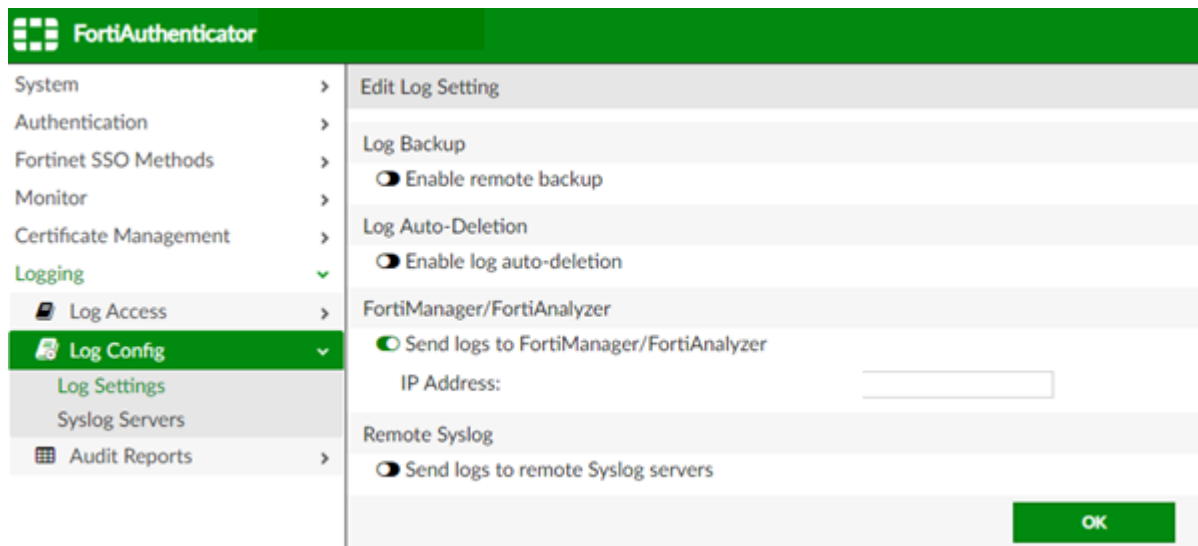 FortiAuthenticator
System
Authentication
Fortinet SSO Methods
Monitor
Certificate Management
Logging
Log Access
Log Config
Log Settings
Syslog Servers
Audit Reports
Edit Log Setting
Log Backup
Enable remote backup
Log Auto-Deletion
Enable log auto-deletion
FortiManager/FortiAnalyzer
Send logs to FortiManager/FortiAnalyzer
IP Address:
Remote Syslog
Send logs to remote Syslog servers
OK